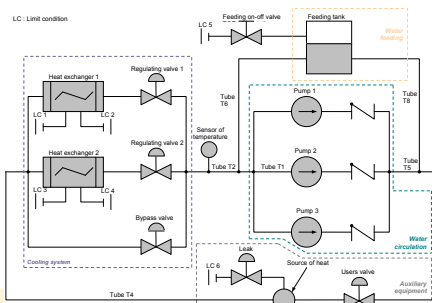 LC : Limit condition
Feeding on-off valve
Feeding tank
LC 5
Water
feeding
Heat exchanger 1
Regulating valve 1
Tube
T6
Pump 1
Tube
T8
LC 1
LC 2
Heat exchanger 2
Regulating valve 2
Sensor of
temperature
Pump 2
Tube T2
Tube T1
Tube
T5
LC 3
LC 4
Bypass valve
Pump 3
Cooling system
Water
circulation
Leak
LC 6
Source of heat
Users valve
Auxiliary
equipment
Tube T4